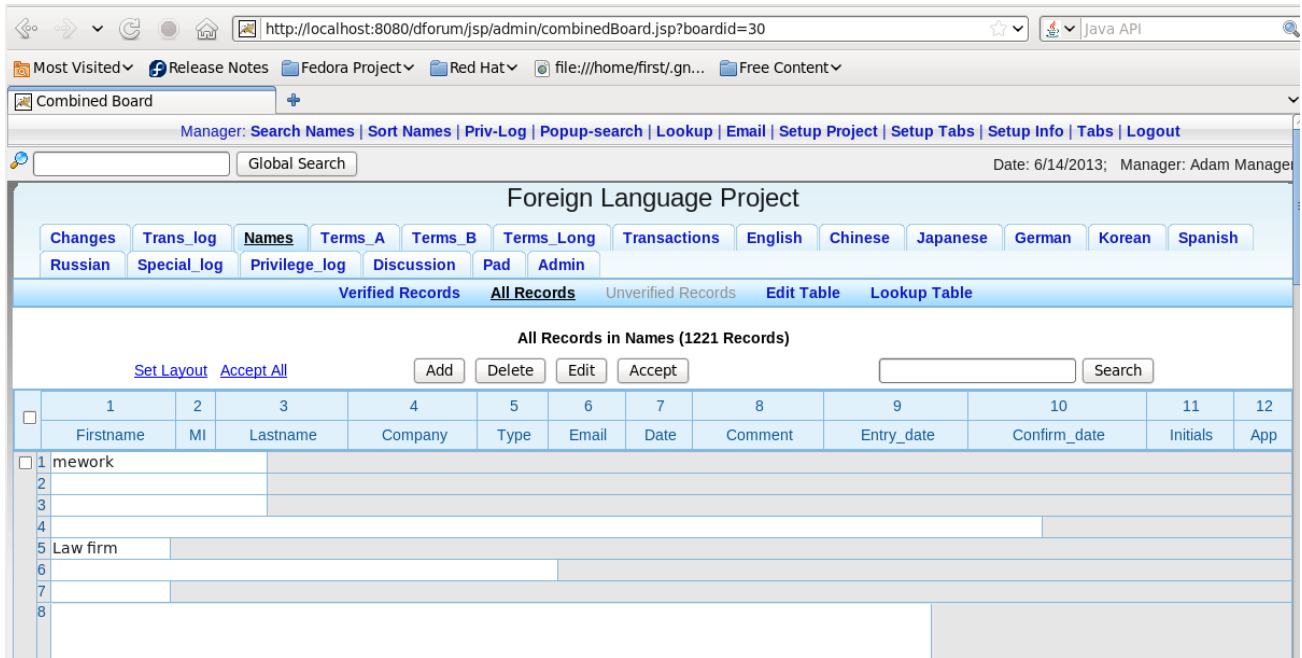 http://localhost:8080/dforum/jsp/admin/combinedBoard.jsp?boardid=30 Java API
Most Visited Release Notes Fedora Project Red Hat file:///home/first/.gn... Free Content
Combined Board
Manager: Search Names | Sort Names | Priv-Log | Popup-search | Lookup | Email | Setup Project | Setup Tabs | Setup Info | Tabs | Logout
Global Search Date: 6/14/2013; Manager: Adam Manager
Foreign Language Project
Changes Trans_log Names Terms_A Terms_B Terms_Long Transactions English Chinese Japanese German Korean Spanish
Russian Special_log Privilege_log Discussion Pad Admin
Verified Records All Records Unverified Records Edit Table Lookup Table
All Records in Names (1221 Records)
Set Layout Accept All Add Delete Edit Accept Search
1 2 3 4 5 6 7 8 9 10 11 12
Firstname MI Lastname Company Type Email Date Comment Entry_date Confirm_date Initials App
1 mework
2
3
4
5 Law firm
6
7
8